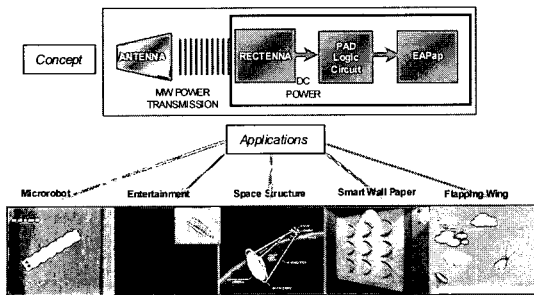 Concept
ANTENNA
MW POWER
TRANSMISSION
RECTENNA
DC
POWER
PAD
Logic
Circuit
EAPap
Applications
Microrobot
Entertainment
Space Structure
Smart Wall Paper
Flapping Wing